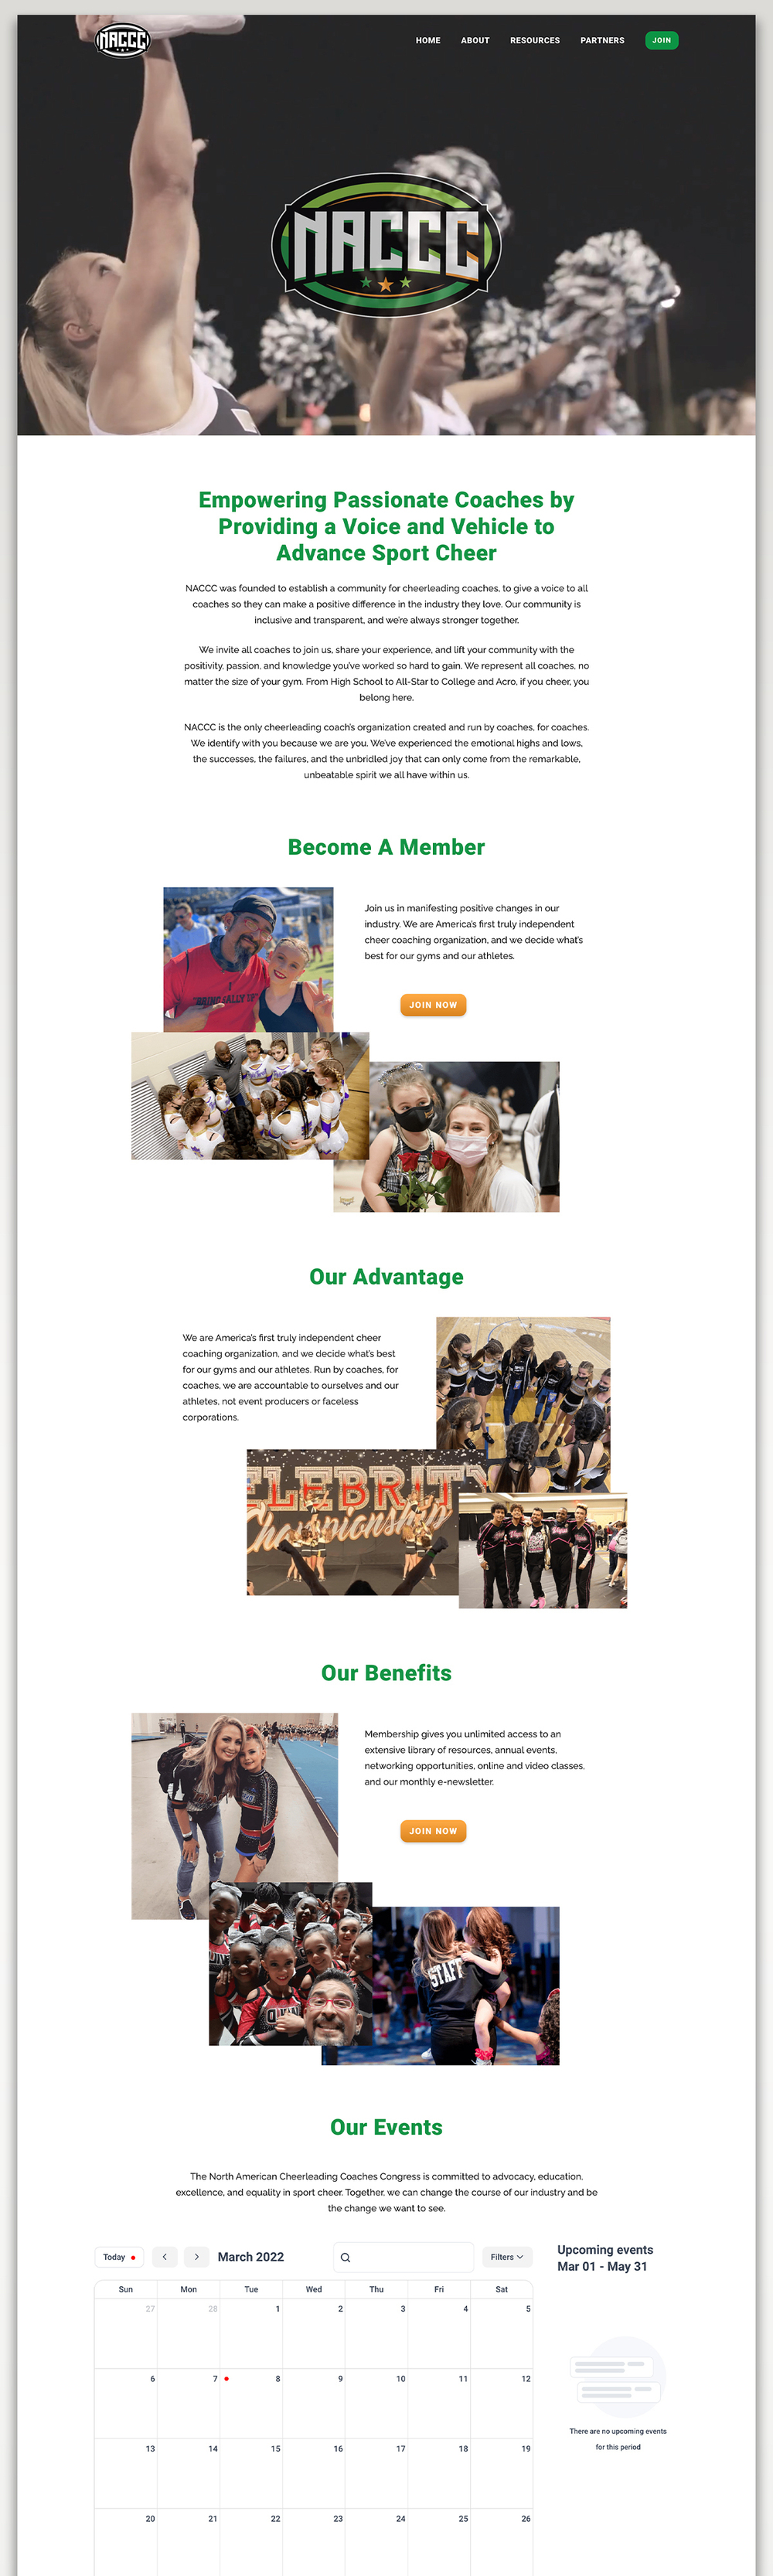 NACCC
HOME ABOUT RESOURCES PARTNERS JOIN
NACCC
Empowering Passionate Coaches by
Providing a Voice and Vehicle to
Advance Sport Cheer
NACCC was founded to establish a community for cheerleading coaches, to give a voice to all
coaches so they can make a positive difference in the industry they love. Our community is
inclusive and transparent, and we're always stronger together.
We invite all coaches to join us, share your experience, and lift your community with the
positivity, passion, and knowledge you've worked so hard to gain. We represent all coaches, no
matter the size of your gym. From High School to All-Star to College and Acro, if you cheer, you
belong here.
NACCC is the only cheerleading coach's organization created and run by coaches, for coaches.
We identify with you because we are you. We've experienced the emotional highs and lows,
the successes, the failures, and the unbridled joy that can only come from the remarkable,
unbeatable spirit we all have within us.
Become A Member
Join us in manifesting positive changes in our
industry. We are America's first truly independent
cheer coaching organization, and we decide what's
best for our gyms and our athletes.
JOIN NOW
Our Advantage
We are America's first truly independent cheer
coaching organization, and we decide what's best
for our gyms and our athletes. Run by coaches, for
coaches, we are accountable to ourselves and our
athletes, not event producers or faceless
corporations.
ELEBRIT
Championship
Our Benefits
Membership gives you unlimited access to an
extensive library of resources, annual events,
networking opportunities, online and video classes,
and our monthly e-newsletter.
JOIN NOW
STAFF
Our Events
The North American Cheerleading Coaches Congress is committed to advocacy, education,
excellence, and equality in sport cheer. Together, we can change the course of our industry and be
the change we want to see.
Today March 2022 Filters
Upcoming events
Mar 01 - May 31
Sun Mon Tue Wed Thu Fri Sat
27 28 1 2 3 4 5
6 7 8 9 10 11 12
There are no upcoming events
for this period
13 14 15 16 17 18 19
20 21 22 23 24 25 26